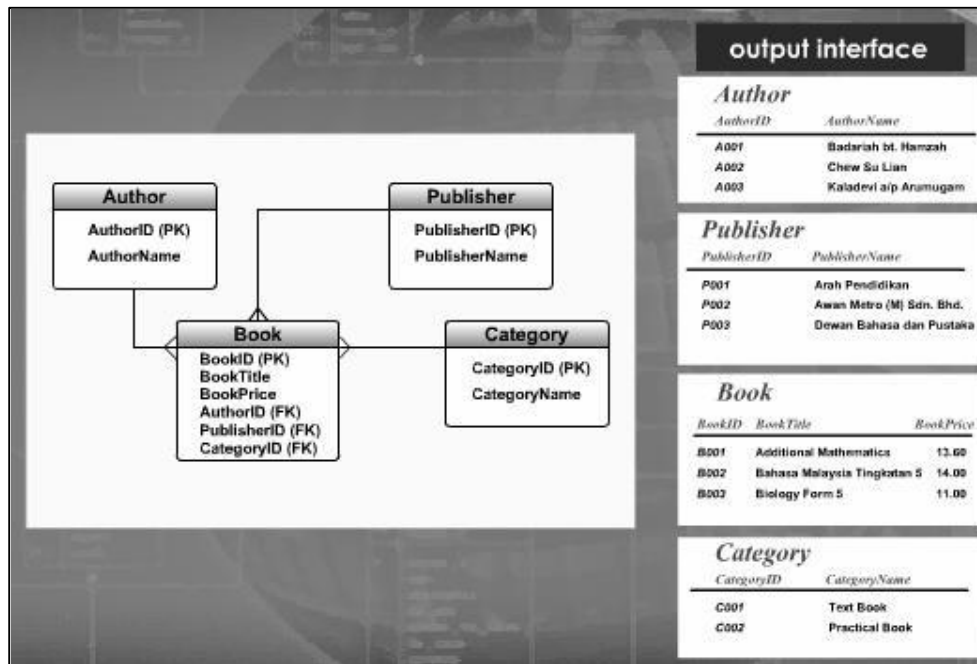 output interface
Author
AuthorID (PK)
AuthorName
Publisher
PublisherID (PK)
PublisherName
Book
BookID (PK)
BookTitle
BookPrice
AuthorID (FK)
PublisherID (FK)
CategoryID (FK)
Category
CategoryID (PK)
CategoryName
Author
AuthorID AuthorName
A001 Badariah bt. Hamzah
A002 Chew Su Lian
A003 Kaladevi a/p Arumugam
Publisher
PublisherID PublisherName
P001 Arah Pendidikan
P002 Awan Metro (M) Sdn. Bhd.
P003 Dewan Bahasa dan Pustaka
Book
BookID BookTitle BookPrice
B001 Additional Mathematics 13.60
B002 Bahasa Malaysia Tingkatan 5 14.00
B003 Biology Form 5 11.00
Category
CategoryID CategoryName
C001 Text Book
C002 Practical Book